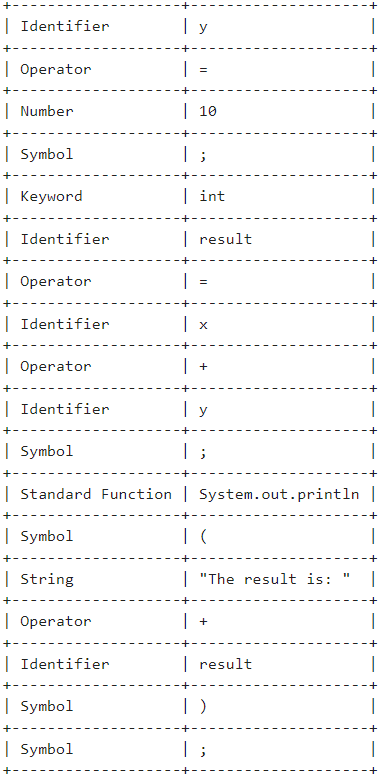 +-------------------+-------------------+
| Identifier | y |
+-------------------+-------------------+
| Operator | = |
+-------------------+-------------------+
| Number | 10 |
+-------------------+-------------------+
| Symbol | ; |
+-------------------+-------------------+
| Keyword | int |
+-------------------+-------------------+
| Identifier | result |
+-------------------+-------------------+
| Operator | = |
+-------------------+-------------------+
| Identifier | x |
+-------------------+-------------------+
| Operator | + |
+-------------------+-------------------+
| Identifier | y |
+-------------------+-------------------+
| Symbol | ; |
+-------------------+-------------------+
| Standard Function | System.out.println |
+-------------------+-------------------+
| Symbol | ( |
+-------------------+-------------------+
| String | "The result is: " |
+-------------------+-------------------+
| Operator | + |
+-------------------+-------------------+
| Identifier | result |
+-------------------+-------------------+
| Symbol | ) |
+-------------------+-------------------+
| Symbol | ; |
+-------------------+-------------------+